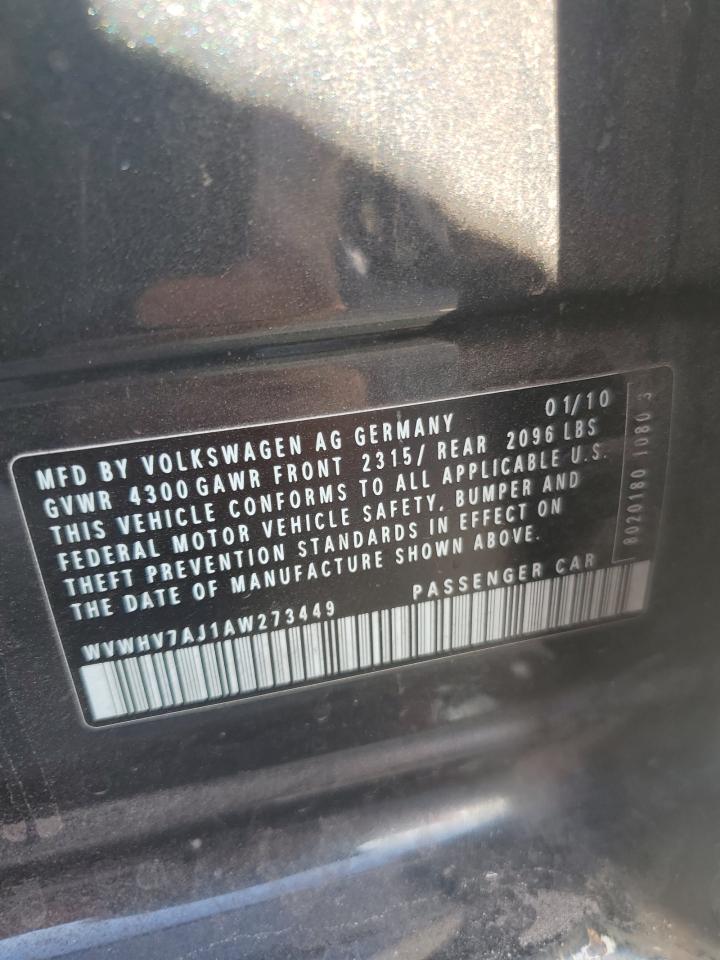 01/10
MFD BY VOLKSWAGEN AG GERMANY
GVWR 4300 GAWR FRONT 2315/ REAR 2096 LBS
THIS VEHICLE CONFORMS TO ALL APPLICABLE U.S.
FEDERAL MOTOR VEHICLE SAFETY, BUMPER AND
THEFT PREVENTION STANDARDS IN EFFECT ON
THE DATE OF MANUFACTURE SHOWN ABOVE.
WVWHV7AJ1AW273449
PASSENGER CAR
8020180 1080 3